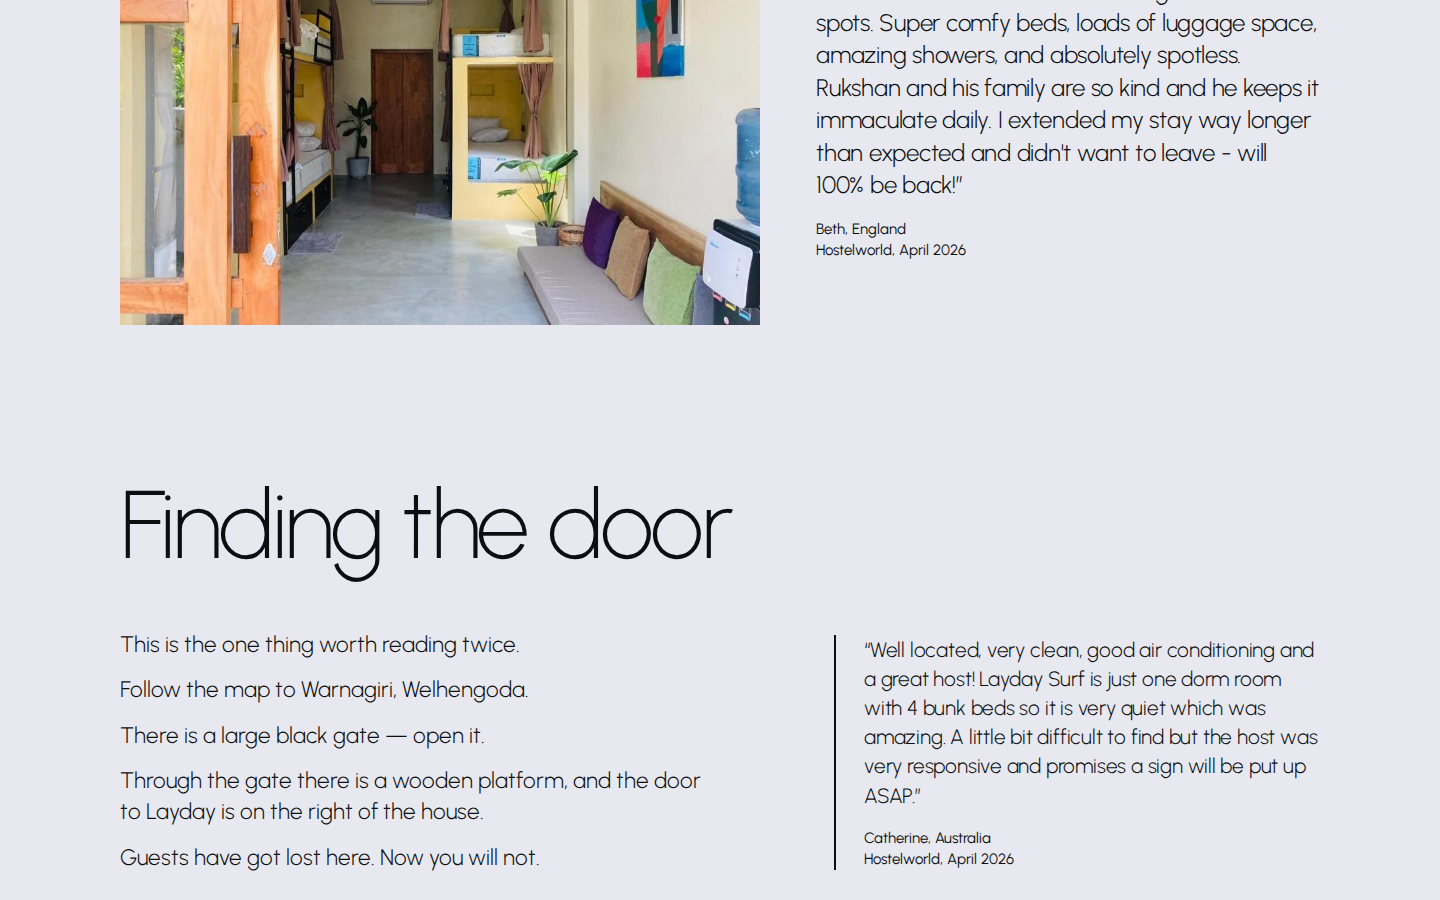 spots. Super comfy beds, loads of luggage space,
amazing showers, and absolutely spotless.
Rukshan and his family are so kind and he keeps it
immaculate daily. I extended my stay way longer
than expected and didn't want to leave - will
100% be back!”
Beth, England
Hostelworld, April 2026
Finding the door
This is the one thing worth reading twice.
Follow the map to Warnagiri, Welhengoda.
There is a large black gate — open it.
Through the gate there is a wooden platform, and the door
to Layday is on the right of the house.
Guests have got lost here. Now you will not.
“Well located, very clean, good air conditioning and
a great host! Layday Surf is just one dorm room
with 4 bunk beds so it is very quiet which was
amazing. A little bit difficult to find but the host was
very responsive and promises a sign will be put up
ASAP.”
Catherine, Australia
Hostelworld, April 2026